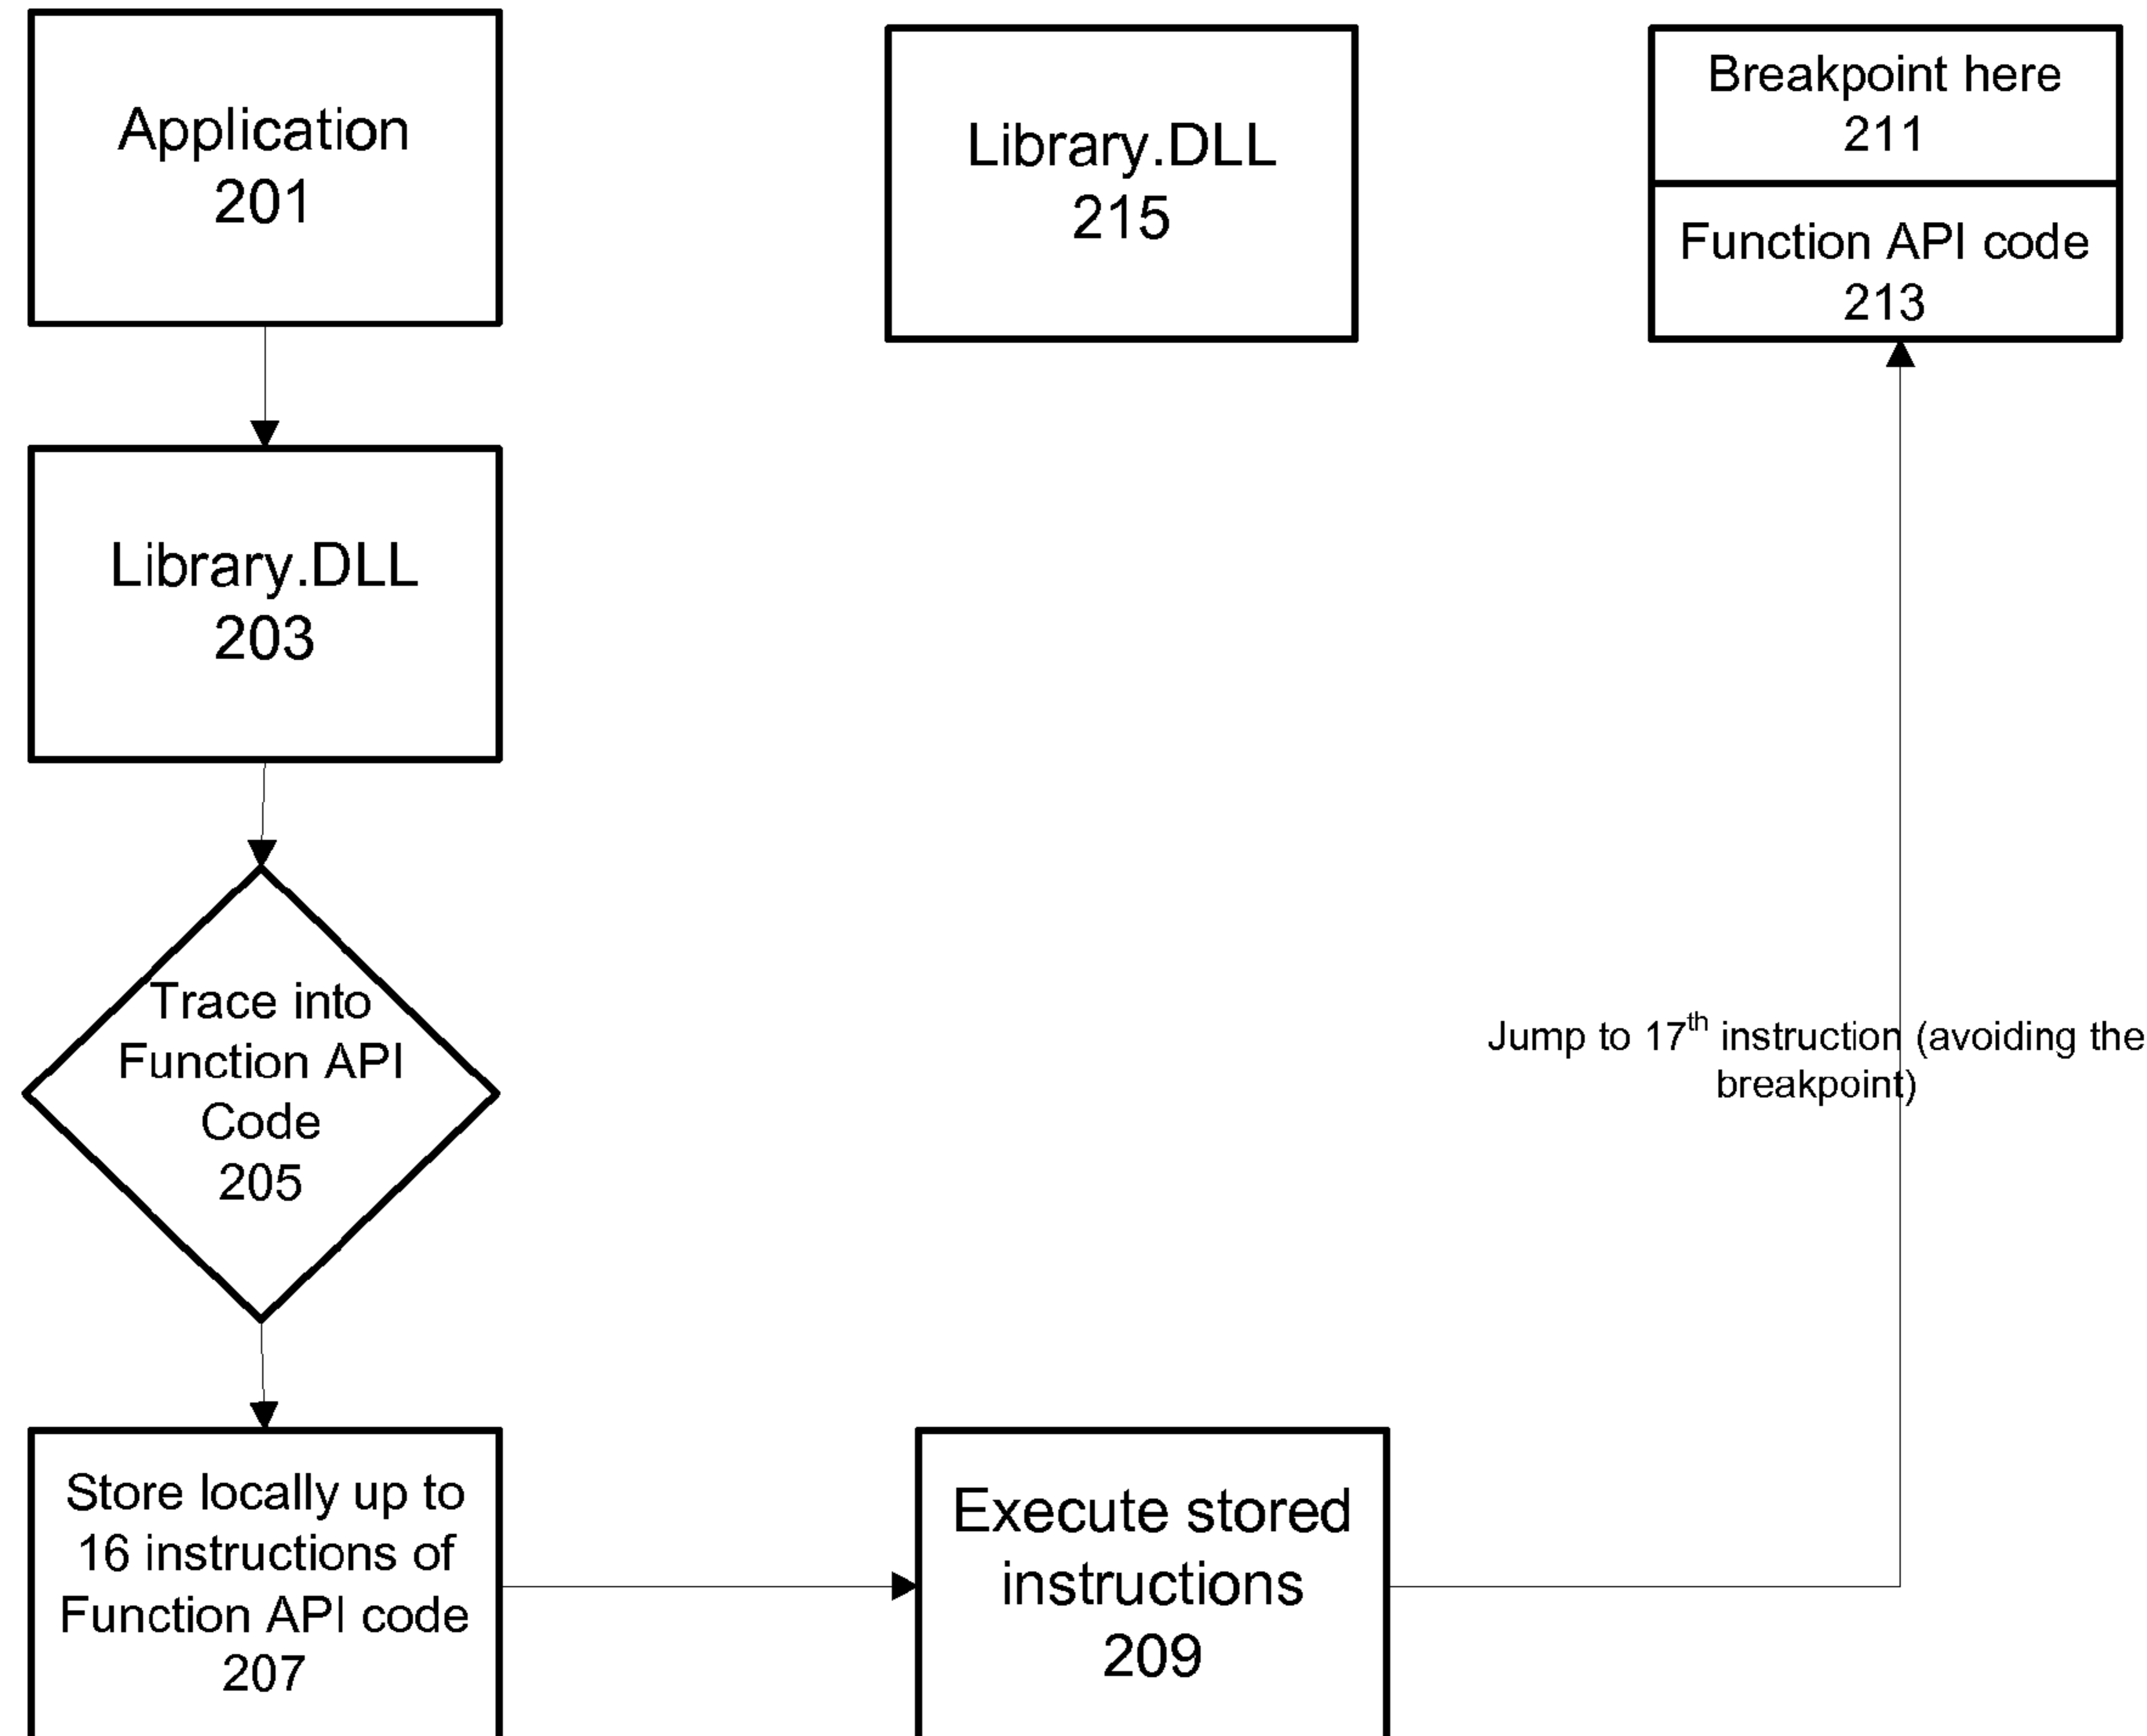 Application
201
Library.DLL
215
Breakpoint here
211
Function API code
213
Library.DLL
203
Trace into
Function API
Code
205
Jump to 17th instruction (avoiding the
breakpoint)
Store locally up to
16 instructions of
Function API code
207
Execute stored
instructions
209